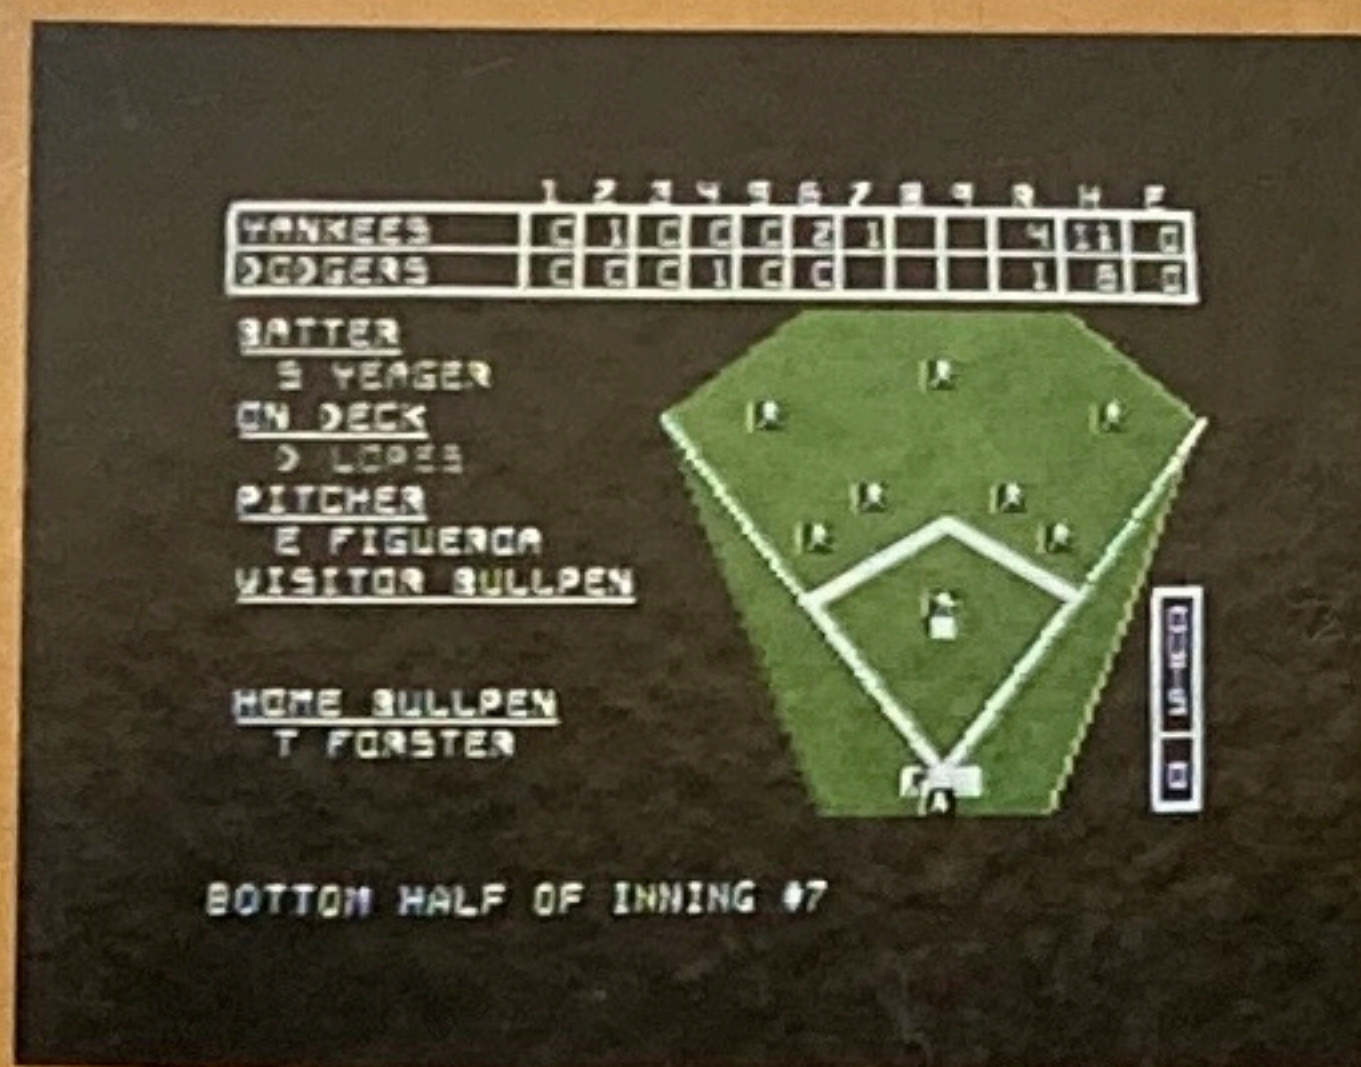 1 2 3 4 5 6 7 8 9 R H E
YANKEES 0 1 0 0 0 2 1 4 11 0
DODGERS 0 0 0 1 0 0 1 8 0
BATTER
S YEAGER
ON DECK
D LOPES
PITCHER
E FIGUEROA
VISITOR BULLPEN
HOME BULLPEN
T FORSTER
BOTTOM HALF OF INNING #7